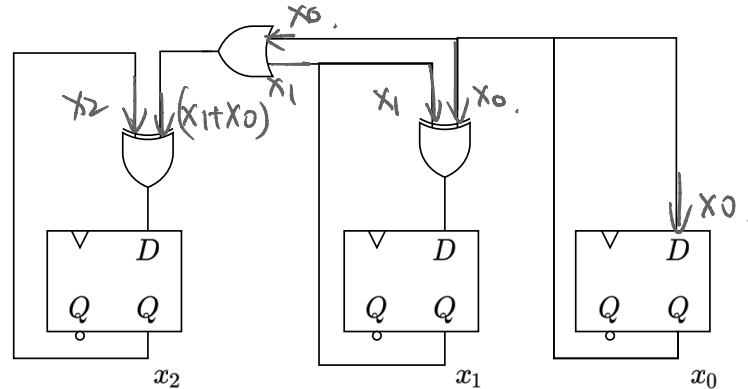 x0.
x1
x2
(x1+x0)
x1
x0.
x0.
D
Q Q
D
Q Q
D
Q Q
x₂
x₁
x₀